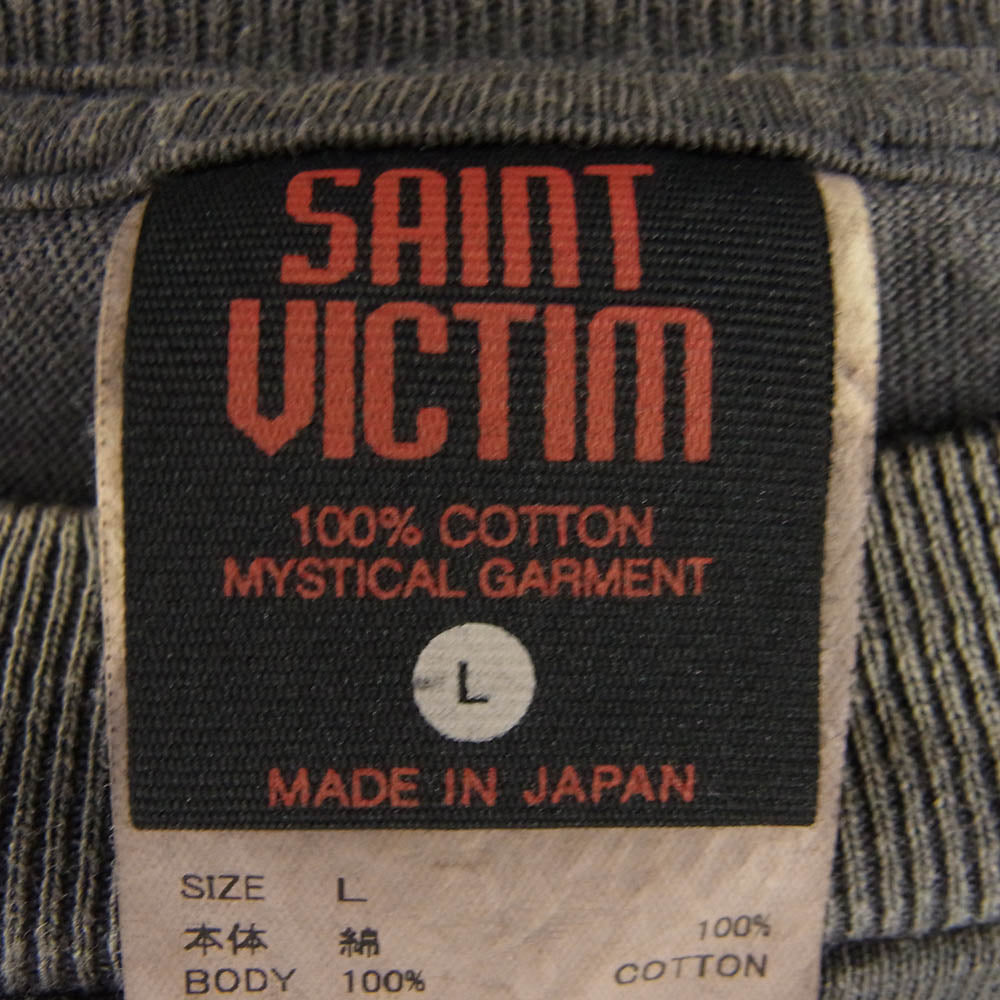 SAINT
VICTIM
100% COTTON
MYSTICAL GARMENT
L
MADE IN JAPAN
SIZE L
本体 綿 100%
BODY 100% COTTON